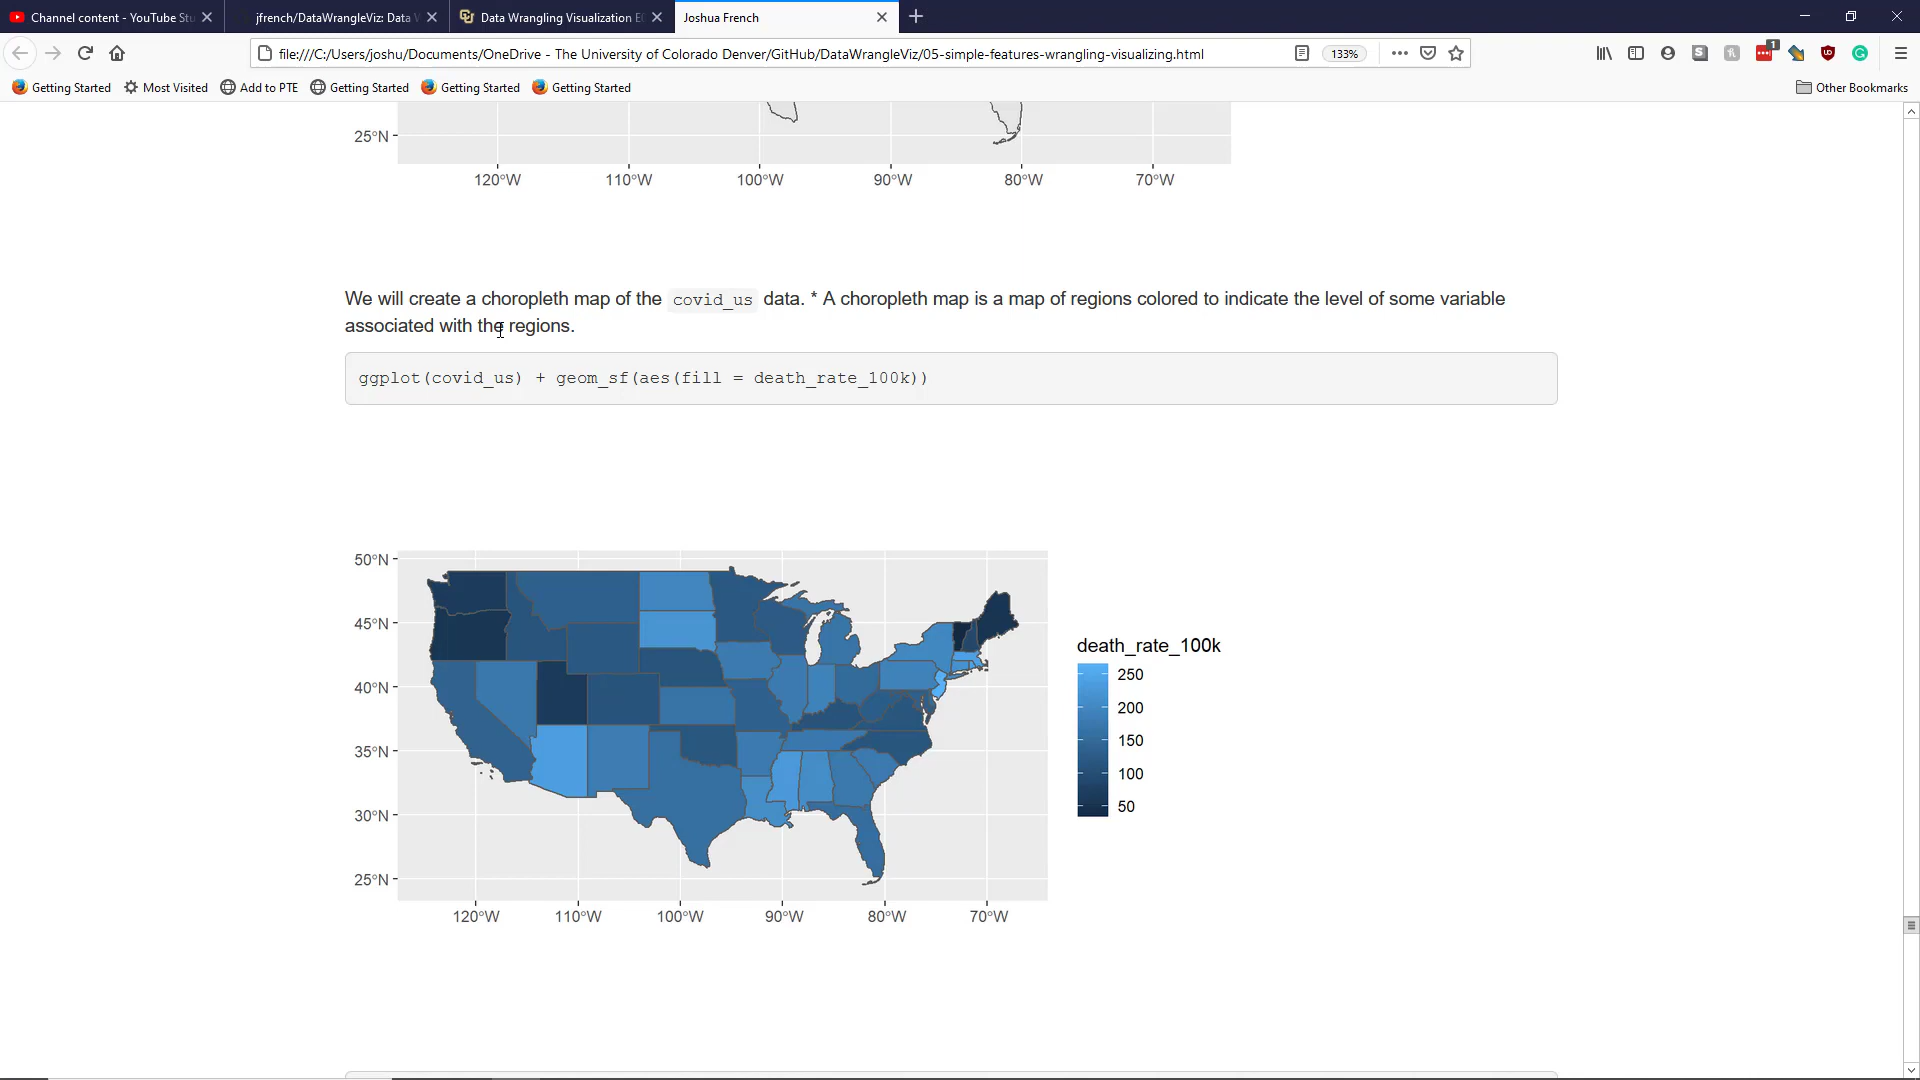 Channel content - YouTube Stu
jfrench/DataWrangleViz: Data W
Data Wrangling Visualization E
Joshua French
file:///C:/Users/joshu/Documents/OneDrive - The University of Colorado Denver/GitHub/DataWrangleViz/05-simple-features-wrangling-visualizing.html
133%
1
Getting Started
Most Visited
Add to PTE
Getting Started
Getting Started
Getting Started
Other Bookmarks
25°N
120°W 110°W 100°W 90°W 80°W 70°W
We will create a choropleth map of the covid_us data. * A choropleth map is a map of regions colored to indicate the level of some variable
associated with the regions.
ggplot(covid_us) + geom_sf(aes(fill = death_rate_100k))
50°N
45°N
40°N
35°N
30°N
25°N
120°W 110°W 100°W 90°W 80°W 70°W
death_rate_100k
250
200
150
100
50